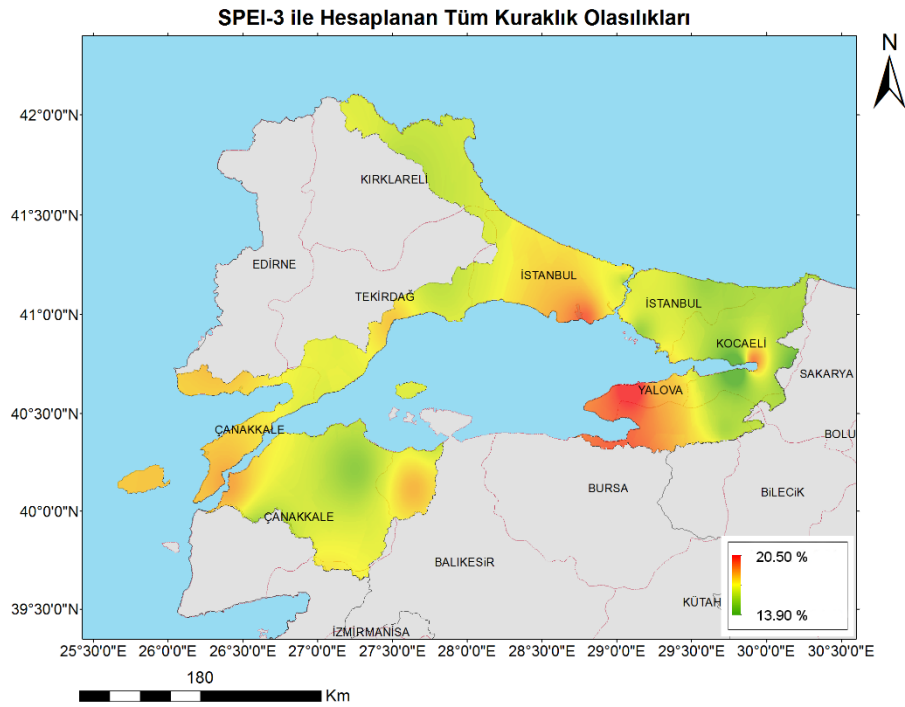 SPEI-3 ile Hesaplanan Tüm Kuraklık Olasılıkları
N
42°0'0"N
41°30'0"N
41°0'0"N
40°30'0"N
40°0'0"N
39°30'0"N
KIRKLARELİ
EDİRNE
TEKİRDAĞ
İSTANBUL
İSTANBUL
KOCAELİ
SAKARYA
YALOVA
ÇANAKKALE
BOLU
BURSA
BİLECİK
ÇANAKKALE
BALIKESİR
KÜTAH
İZMİRMANİSA
20.50 %
13.90 %
25°30'0"E 26°0'0"E 26°30'0"E 27°0'0"E 27°30'0"E 28°0'0"E 28°30'0"E 29°0'0"E 29°30'0"E 30°0'0"E 30°30'0"E
180
Km